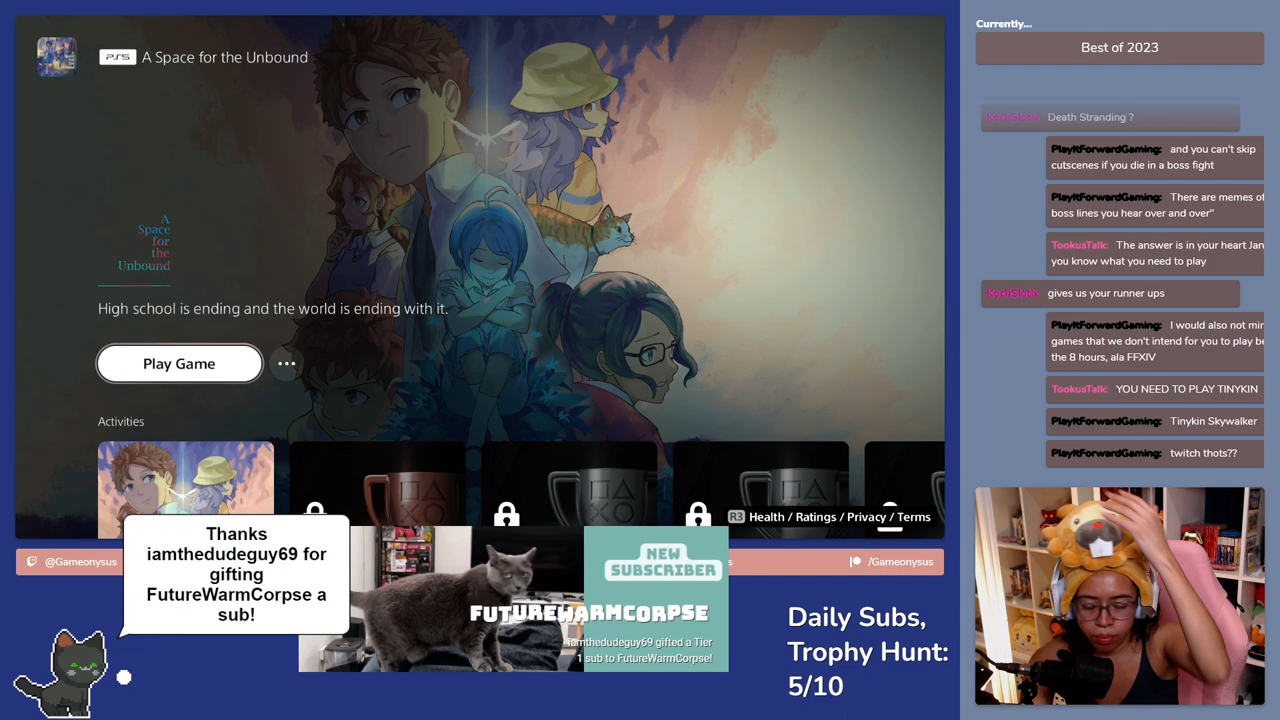 PS5 A Space for the Unbound
A
Space
for
the
Unbound
High school is ending and the world is ending with it.
Play Game
Activities
R3 Health / Ratings / Privacy / Terms
@Gameonysus
s
/Gameonysus
Thanks
iamthedudeguy69 for
gifting
FutureWarmCorpse a
sub!
NEW
SUBSCRIBER
FUTUREWARMCORPSE
iamthedudeguy69 gifted a Tier
1 sub to FutureWarmCorpse!
Daily Subs,
Trophy Hunt:
5/10
Currently...
Best of 2023
KochSloth: Death Stranding ?
PlayItForwardGaming: and you can't skip
cutscenes if you die in a boss fight
PlayItForwardGaming: There are memes of
boss lines you hear over and over"
TookusTalk: The answer is in your heart Jan
you know what you need to play
KochSloth: gives us your runner ups
PlayItForwardGaming: I would also not mi
games that we don't intend for you to play be
the 8 hours, ala FFXIV
TookusTalk: YOU NEED TO PLAY TINYKIN
PlayItForwardGaming: Tinykin Skywalker
PlayItForwardGaming: twitch thots??